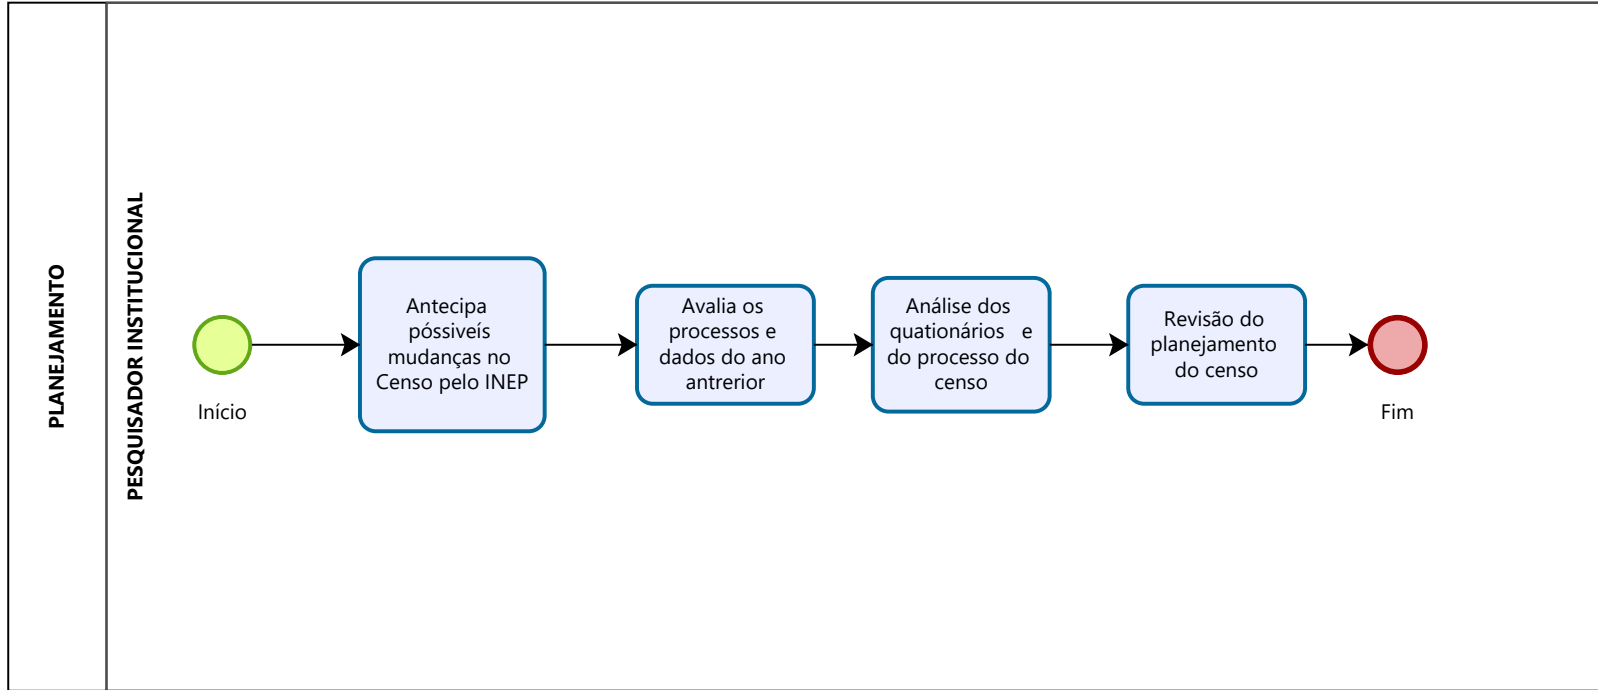 PLANEJAMENTO
PESQUISADOR INSTITUCIONAL
Início
Antecipa
póssiveís
mudanças no
Censo pelo INEP
Avalia os
processos e
dados do ano
antrerior
Análise dos
quationários e
do processo do
censo
Revisão do
planejamento
do censo
Fim